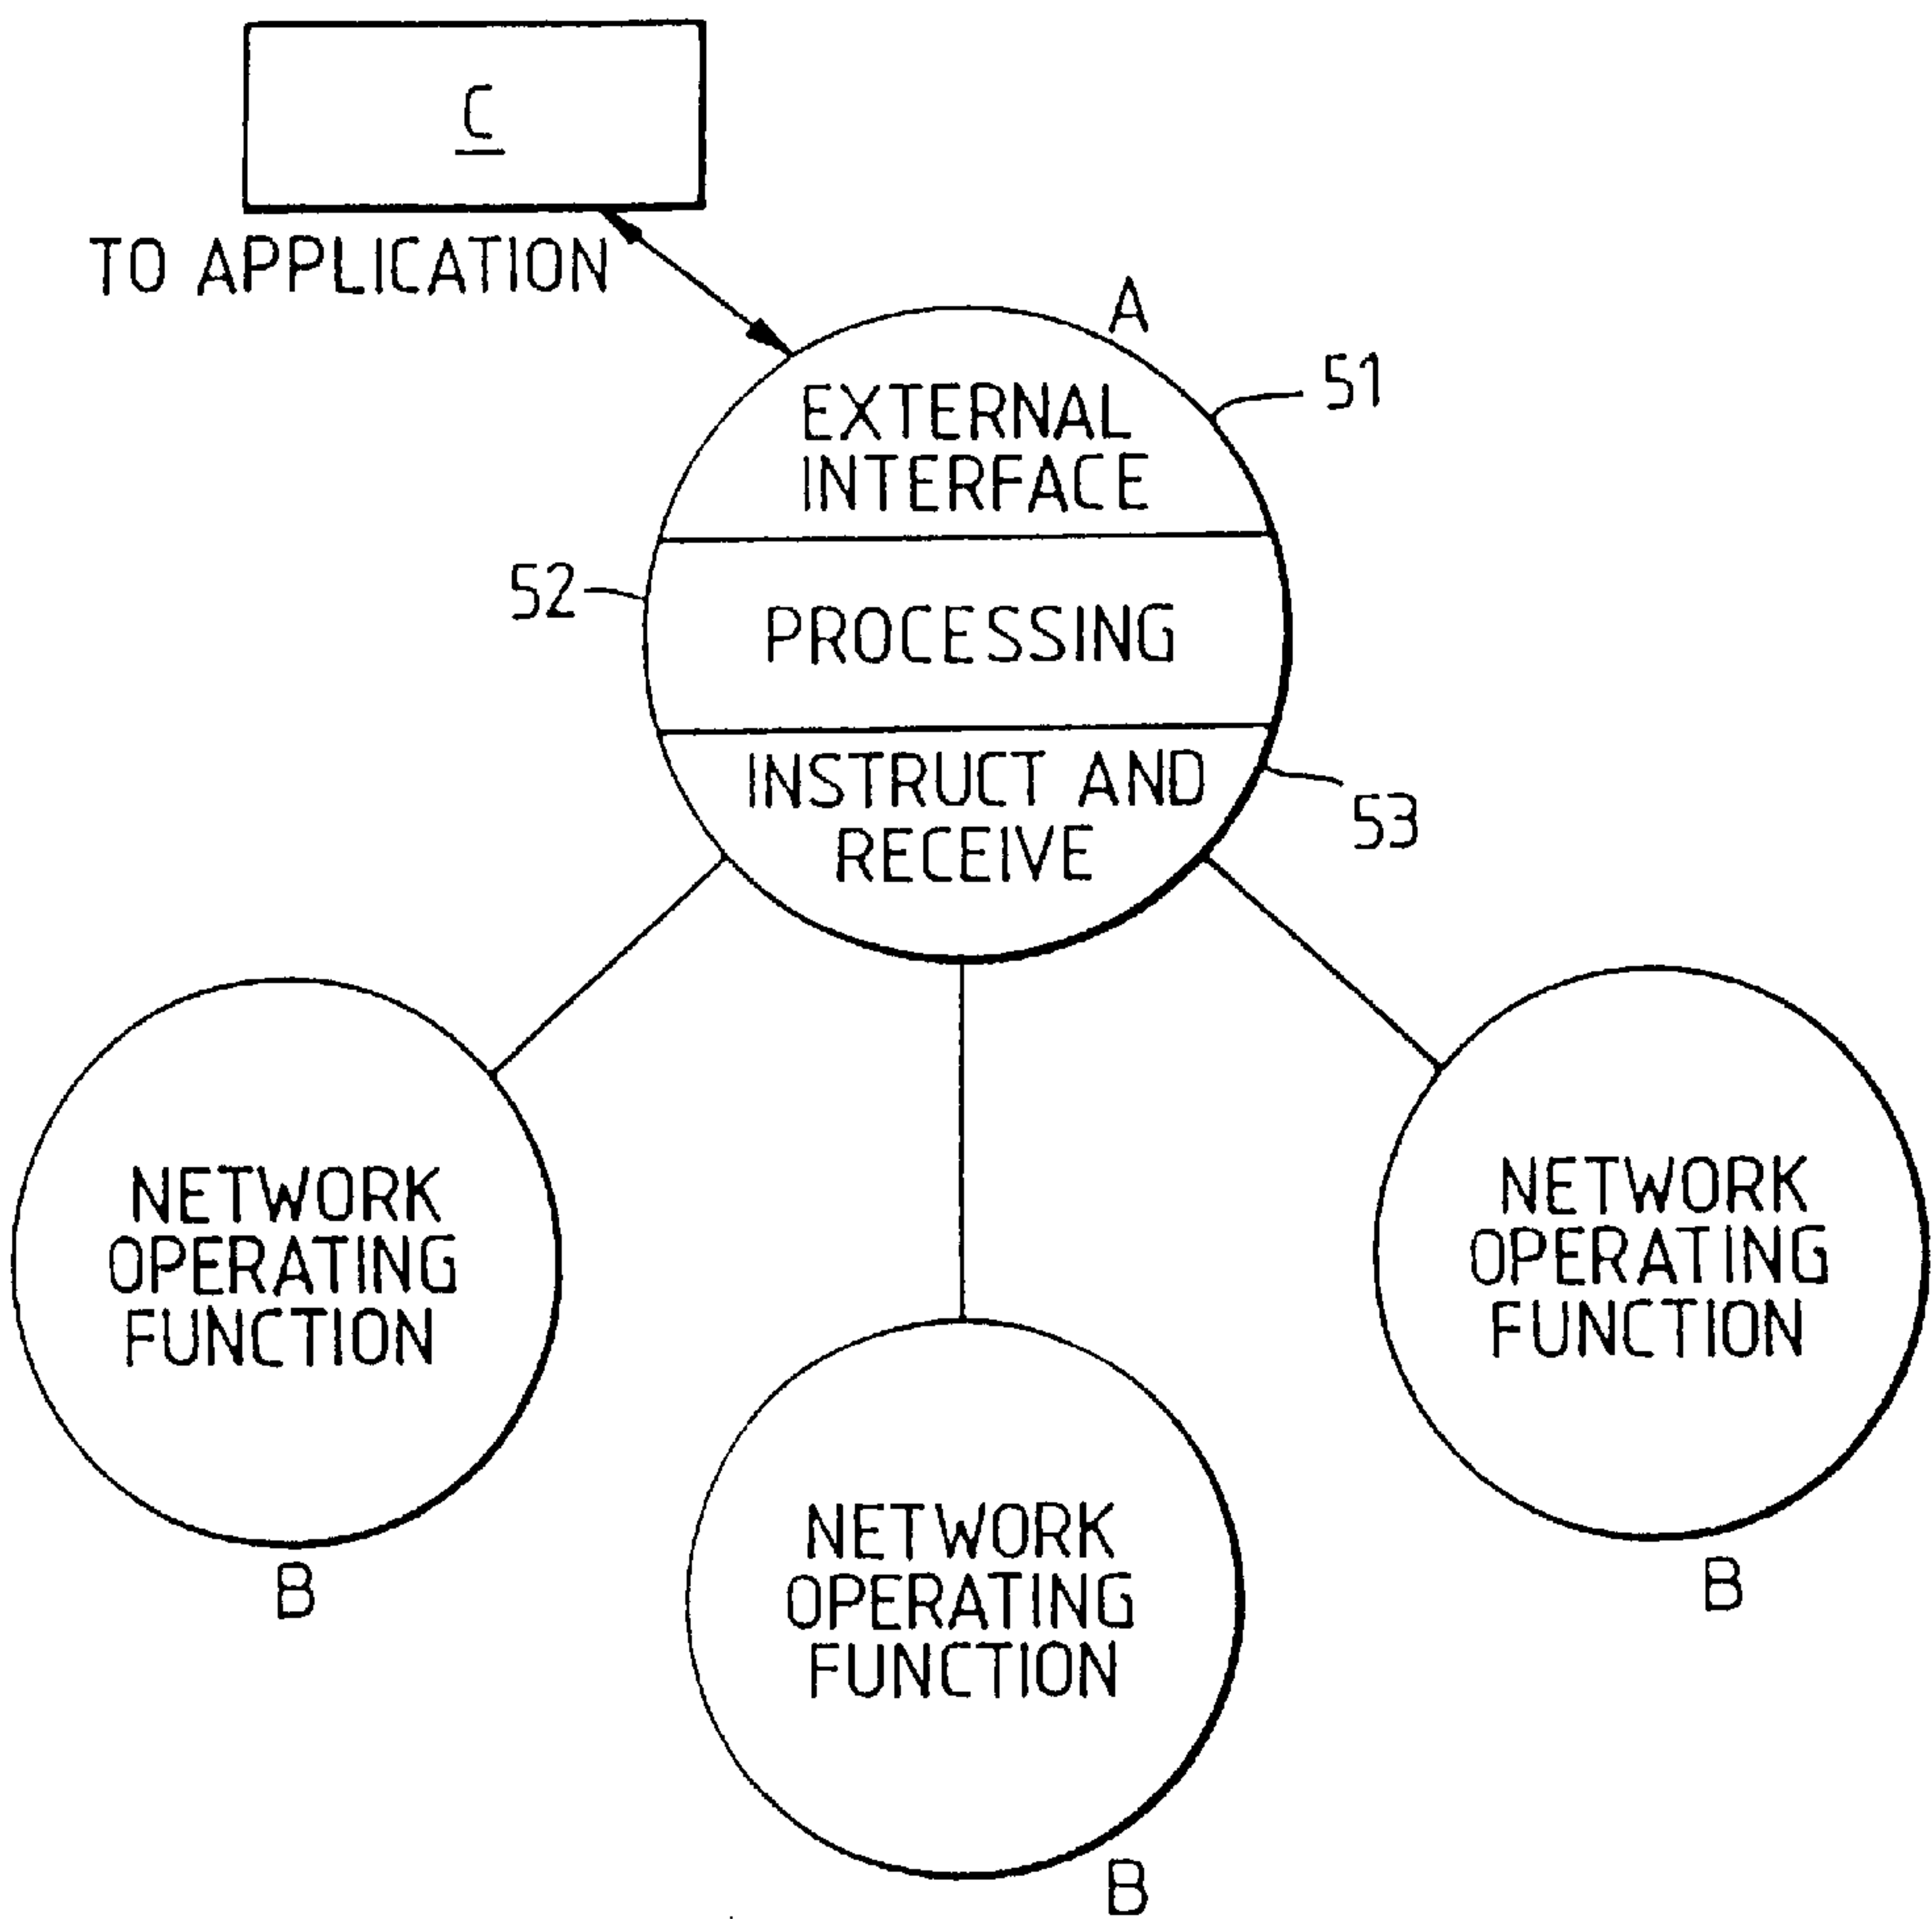 C
TO APPLICATION
A
51
EXTERNAL
INTERFACE
52
PROCESSING
INSTRUCT AND
RECEIVE
53
NETWORK
OPERATING
FUNCTION
B
NETWORK
OPERATING
FUNCTION
B
NETWORK
OPERATING
FUNCTION
B